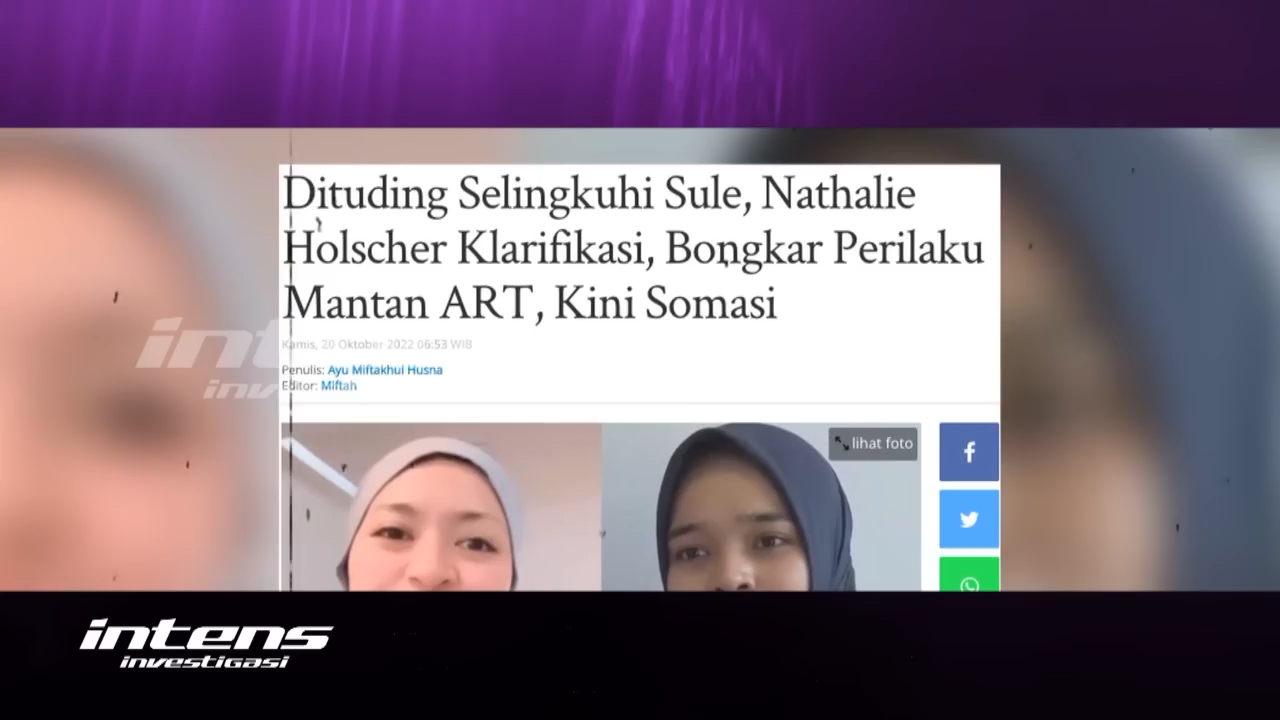 Dituding Selingkuhi Sule, Nathalie
Holscher Klarifikasi, Bongkar Perilaku
Mantan ART, Kini Somasi
Kamis, 20 Oktober 2022 06:53 WIB
Penulis: Ayu Miftakhul Husna
Editor: Miftah
lihat foto
intens
investigasi